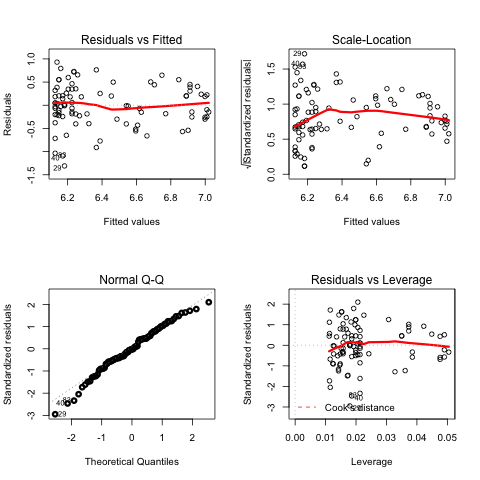 Residuals vs Fitted
Residuals
1.0
0.5
-0.5
-1.5
40
29
6.2 6.4 6.6 6.8 7.0
Fitted values
Scale-Location
√|Standardized residuals|
1.5
1.0
0.5
0.0
29
6.2 6.4 6.6 6.8 7.0
Fitted values
Normal Q-Q
Standardized residuals
2
1
0
-1
-2
-3
40
29
-2 -1 0 1 2
Theoretical Quantiles
Residuals vs Leverage
Standardized residuals
2
1
0
-1
-2
-3
40
29
Cook's distance
0.00 0.01 0.02 0.03 0.04 0.05
Leverage